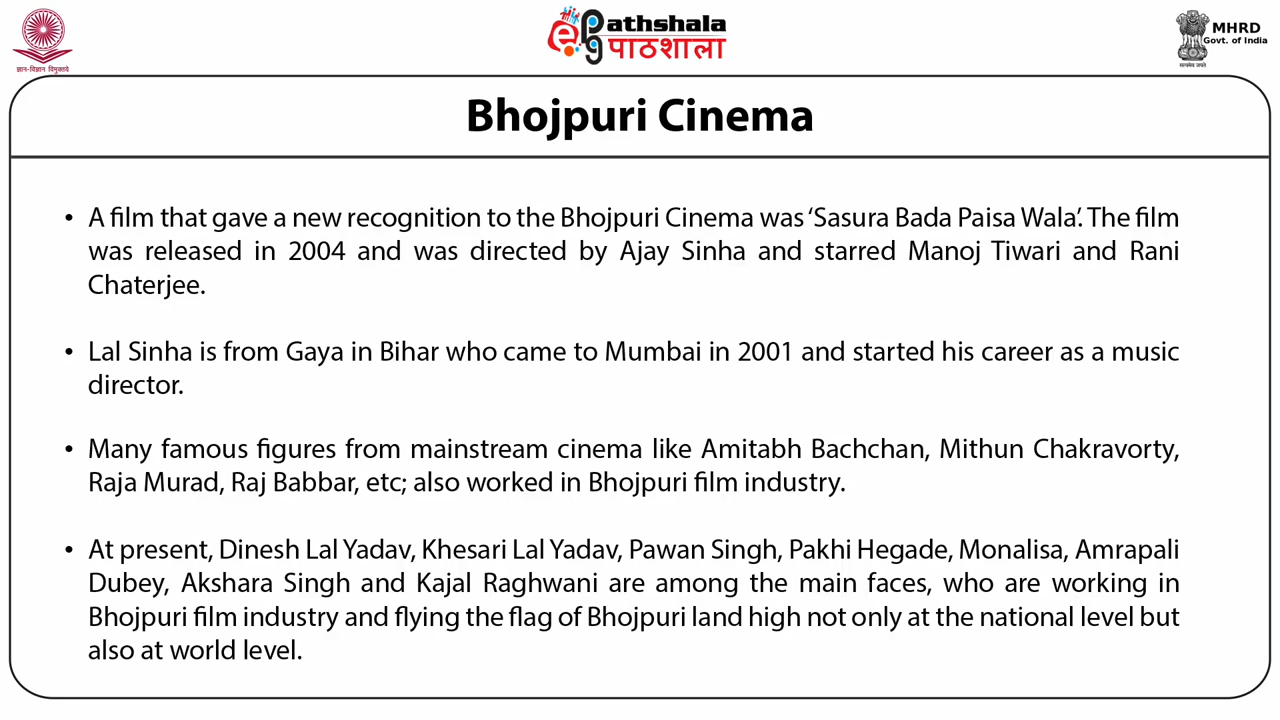 ज्ञान-विज्ञान विमुक्तये
ePathshala
पाठशाला
MHRD
Govt. of India
सत्यमेव जयते
Bhojpuri Cinema
• A film that gave a new recognition to the Bhojpuri Cinema was ‘Sasura Bada Paisa Wala’. The film
was released in 2004 and was directed by Ajay Sinha and starred Manoj Tiwari and Rani
Chaterjee.
• Lal Sinha is from Gaya in Bihar who came to Mumbai in 2001 and started his career as a music
director.
• Many famous figures from mainstream cinema like Amitabh Bachchan, Mithun Chakravorty,
Raja Murad, Raj Babbar, etc; also worked in Bhojpuri film industry.
• At present, Dinesh Lal Yadav, Khesari Lal Yadav, Pawan Singh, Pakhi Hegade, Monalisa, Amrapali
Dubey, Akshara Singh and Kajal Raghwani are among the main faces, who are working in
Bhojpuri film industry and flying the flag of Bhojpuri land high not only at the national level but
also at world level.